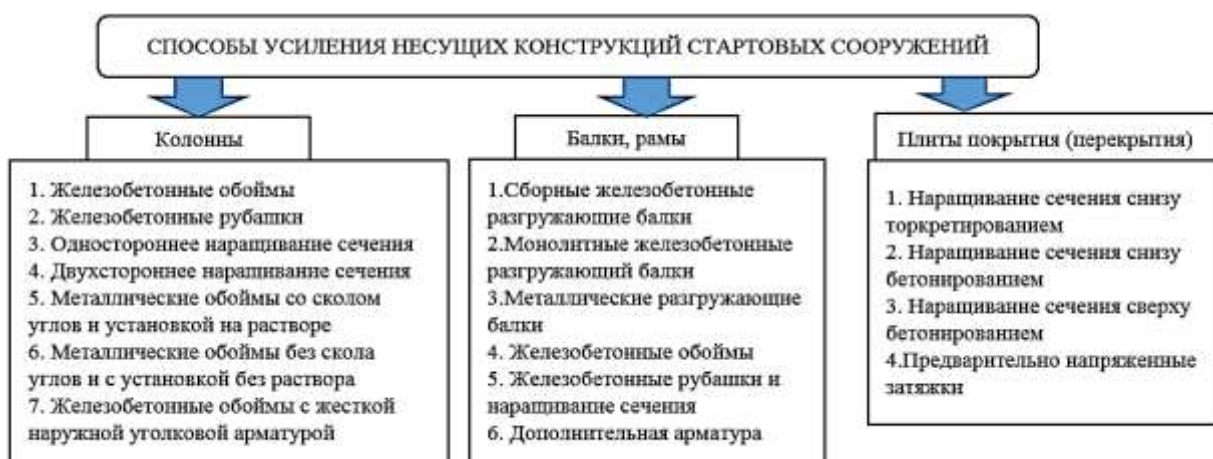 СПОСОБЫ УСИЛЕНИЯ НЕСУЩИХ КОНСТРУКЦИЙ СТАРТОВЫХ СООРУЖЕНИЙ
Колонны
1. Железобетонные обоймы
2. Железобетонные рубашки
3. Одностороннее наращивание сечения
4. Двухстороннее наращивание сечения
5. Металлические обоймы со сколом
углов и установкой на растворе
6. Металлические обоймы без скола
углов и с установкой без раствора
7. Железобетонные обоймы с жесткой
наружной уголковой арматурой
Балки, рамы
1.Сборные железобетонные
разгружающие балки
2.Монолитные железобетонные
разгружающий балки
3.Металлические разгружающие
балки
4. Железобетонные обоймы
5. Железобетонные рубашки и
наращивание сечения
6. Дополнительная арматура
Плиты покрытия (перекрытия)
1. Наращивание сечения снизу
торкретированием
2. Наращивание сечения снизу
бетонированием
3. Наращивание сечения сверху
бетонированием
4.Предварительно напряженные
затяжки